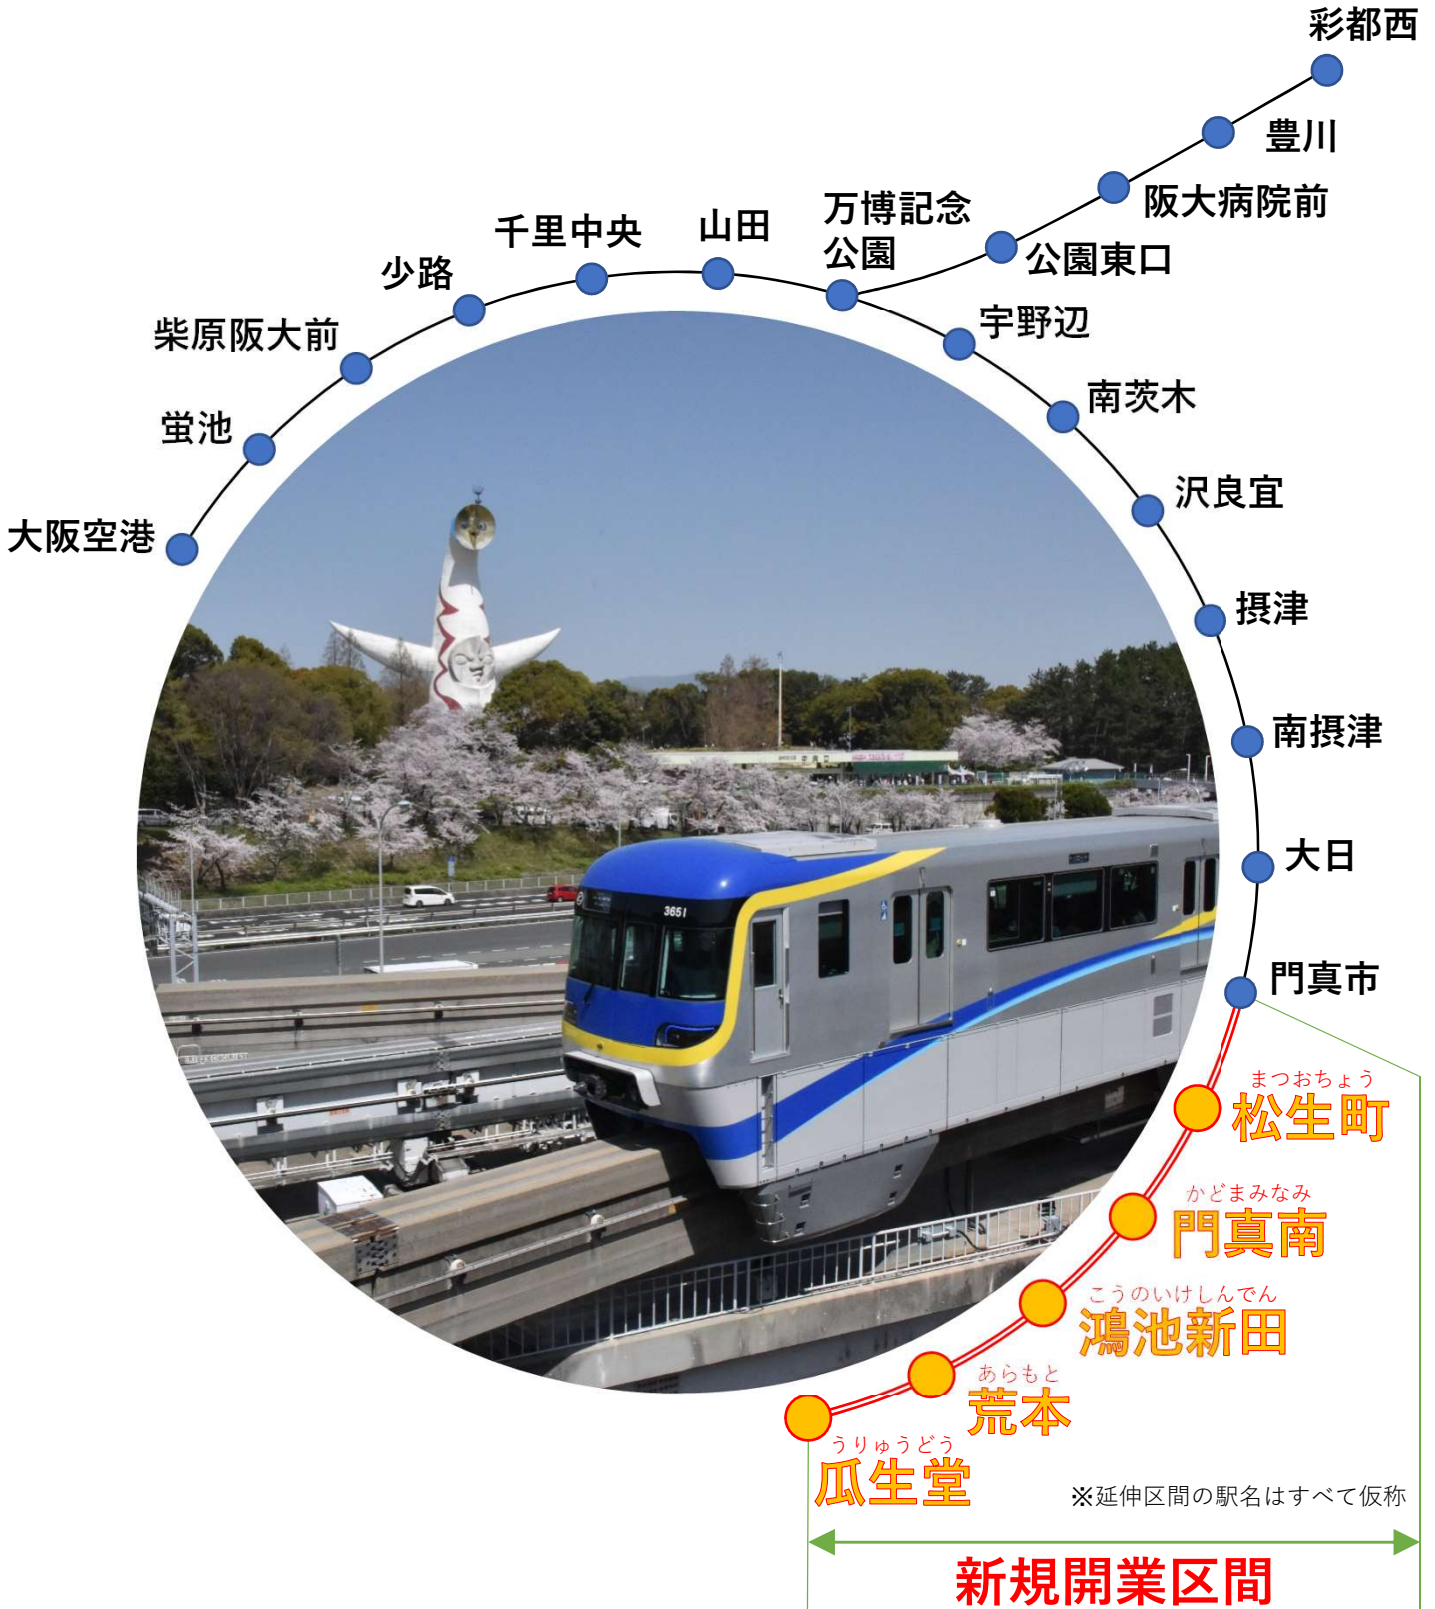 彩都西
豊川
阪大病院前
公園東口
万博記念
公園
山田
千里中央
少路
柴原阪大前
蛍池
大阪空港
宇野辺
南茨木
沢良宜
摂津
南摂津
大日
門真市
3651
まつおちょう
松生町
かどまみなみ
門真南
こうのいけしんでん
鴻池新田
あらもと
荒本
うりゅうどう
瓜生堂
※延伸区間の駅名はすべて仮称
新規開業区間